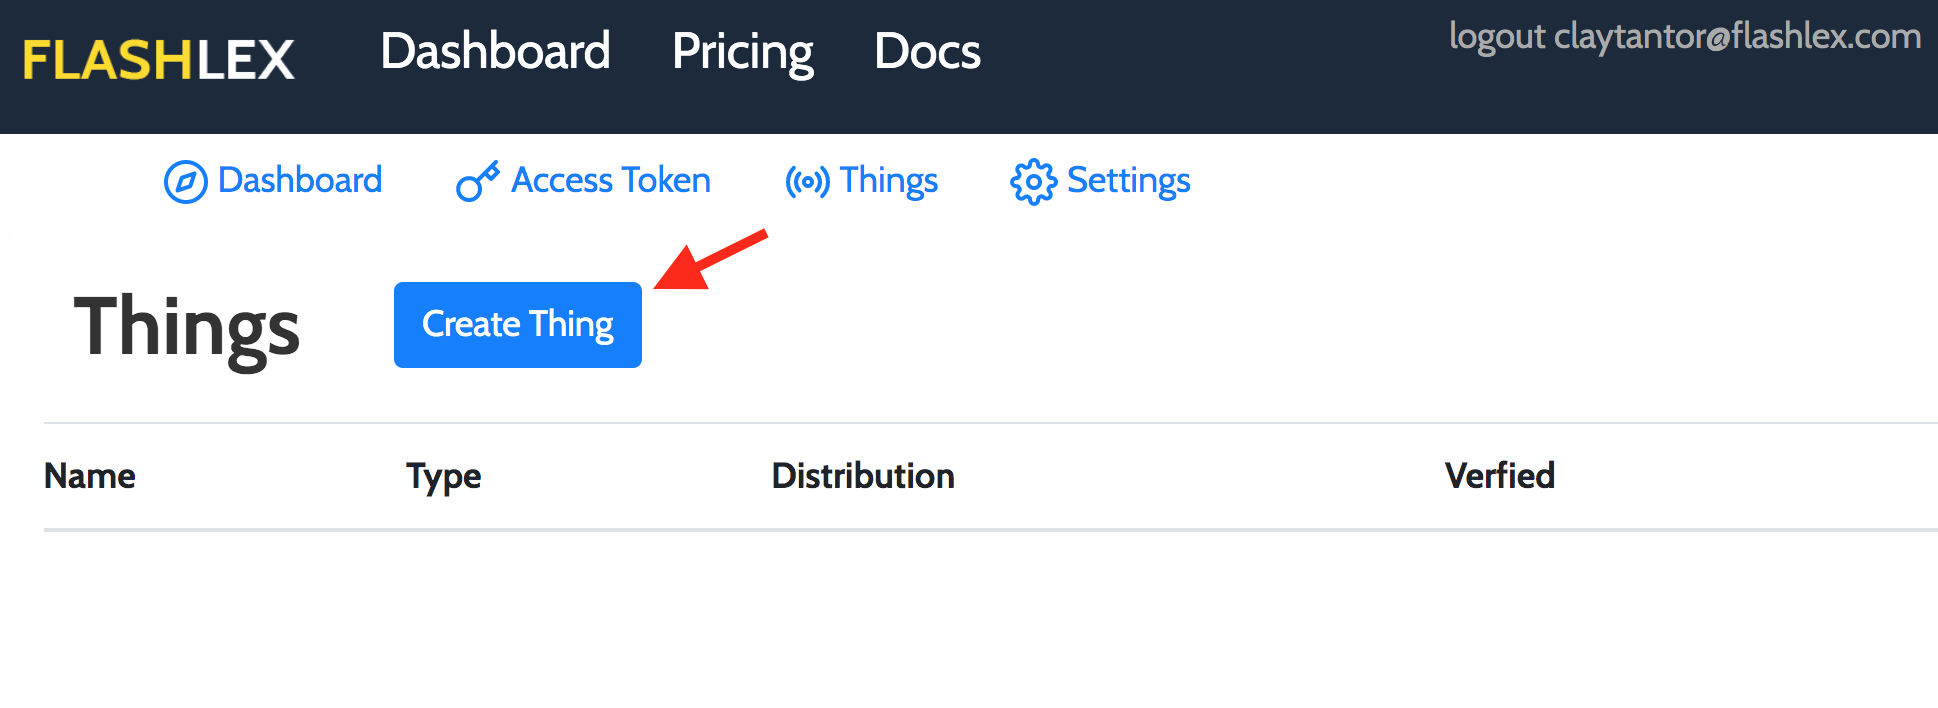 FLASHLEX Dashboard Pricing Docs logout claytantor@flashlex.com
Dashboard Access Token Things Settings
Things Create Thing
Name Type Distribution Verfied